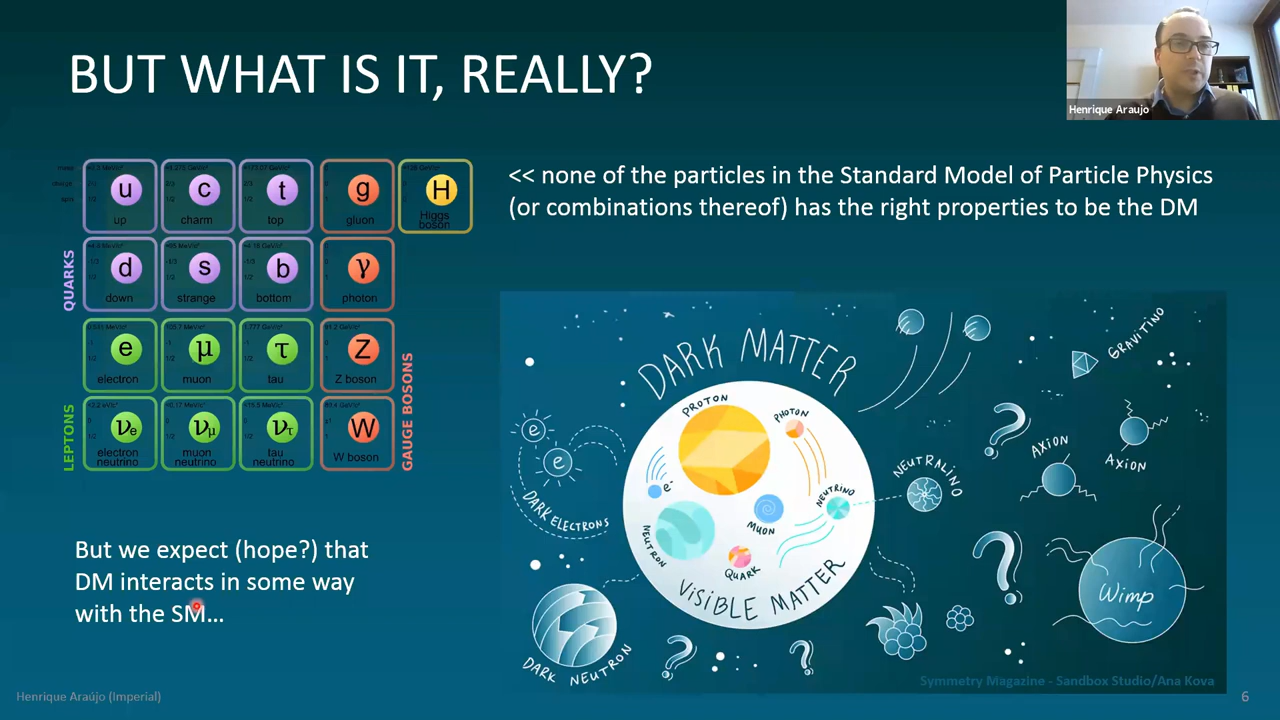 BUT WHAT IS IT, REALLY?
Henrique Araujo
<< none of the particles in the Standard Model of Particle Physics
(or combinations thereof) has the right properties to be the DM
mass
charge
spin
QUARKS
u
up
c
charm
t
top
g
gluon
H
Higgs
boson
d
down
s
strange
b
bottom
γ
photon
LEPTONS
e
electron
μ
muon
τ
tau
Z
Z boson
νe
electron
neutrino
νμ
muon
neutrino
ντ
tau
neutrino
W
W boson
GAUGE BOSONS
But we expect (hope?) that
DM interacts in some way
with the SM...
DARK MATTER
PROTON
PHOTON
e-
NEUTRINO
MUON
NEUTRON
QUARK
VISIBLE MATTER
e
e
DARK ELECTRONS
DARK NEUTRON
GRAVITINO
?
AXION
AXION
NEUTRALINO
?
Wimp
?
?
Symmetry Magazine - Sandbox Studio/Ana Kova
Henrique Araújo (Imperial)
6